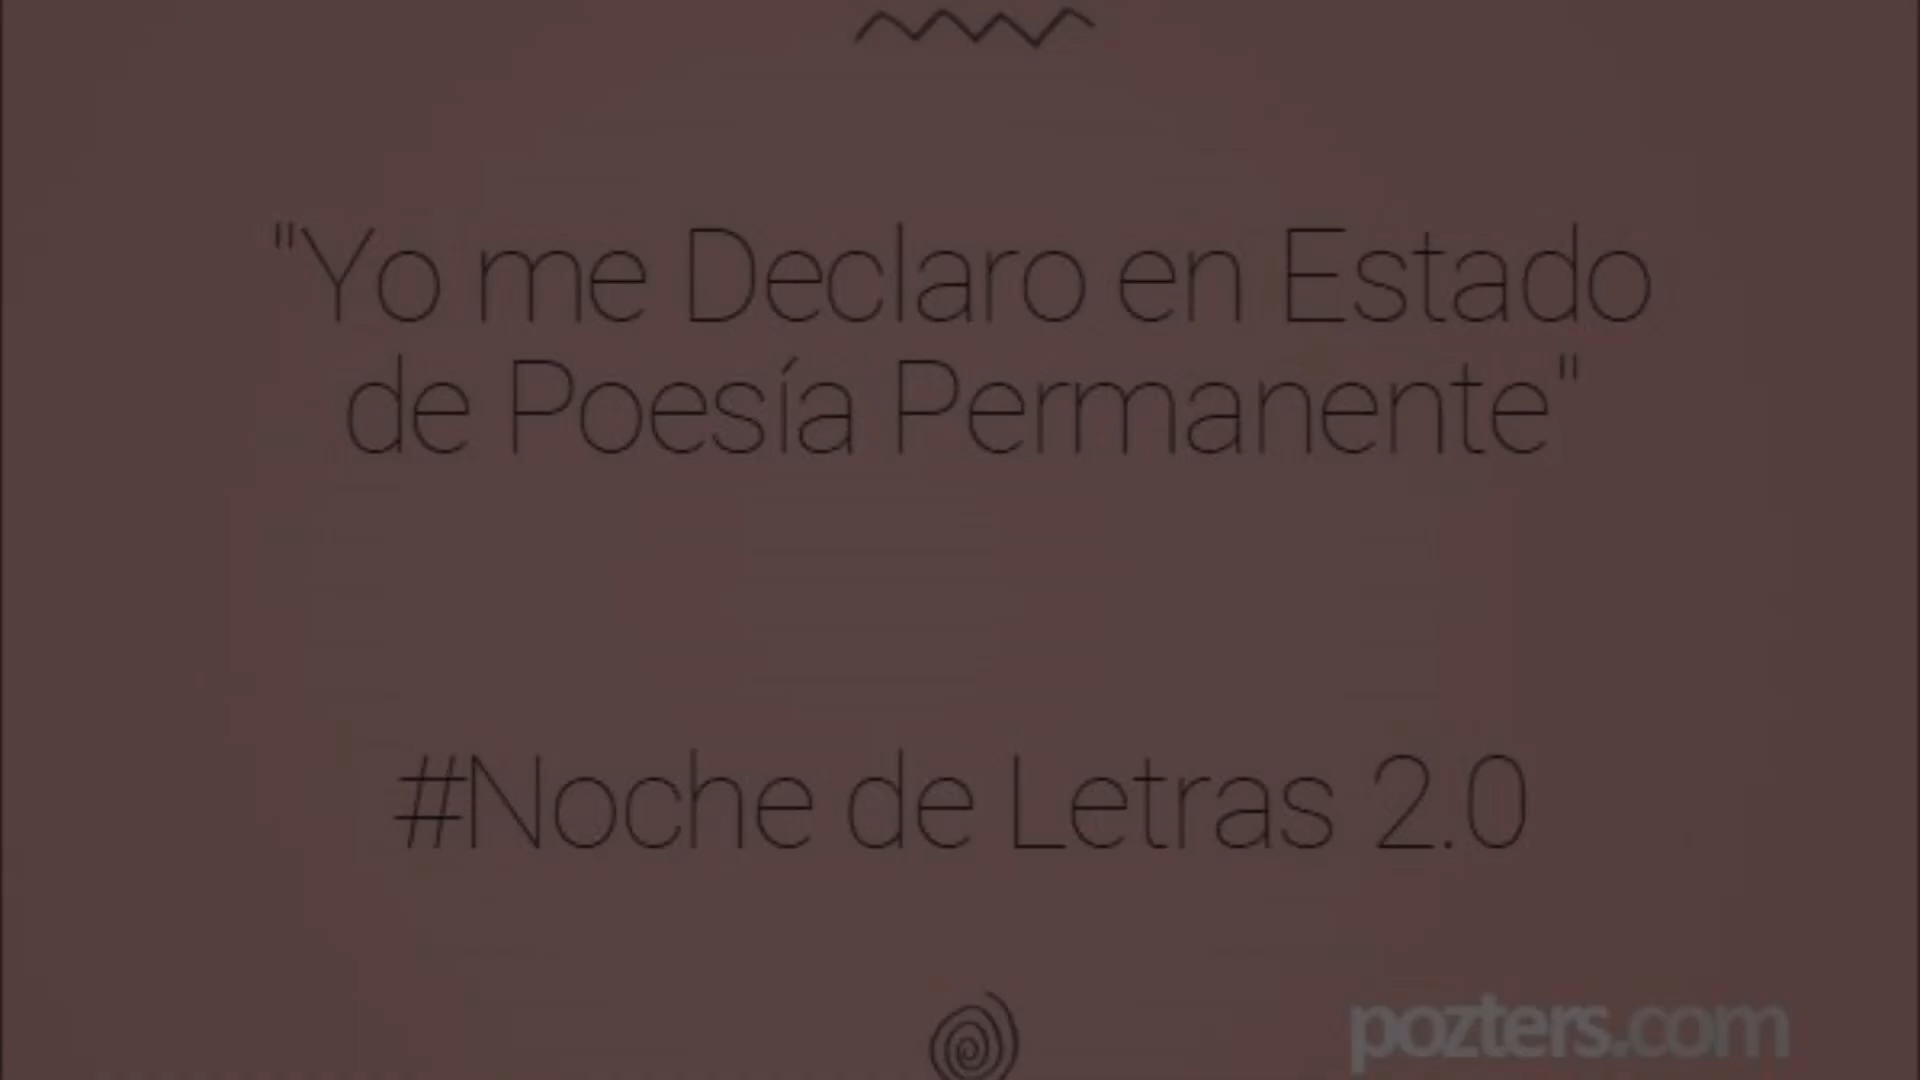 "Yo me Declaro en Estado
de Poesía Permanente"
#Noche de Letras 2.0
pozters.com